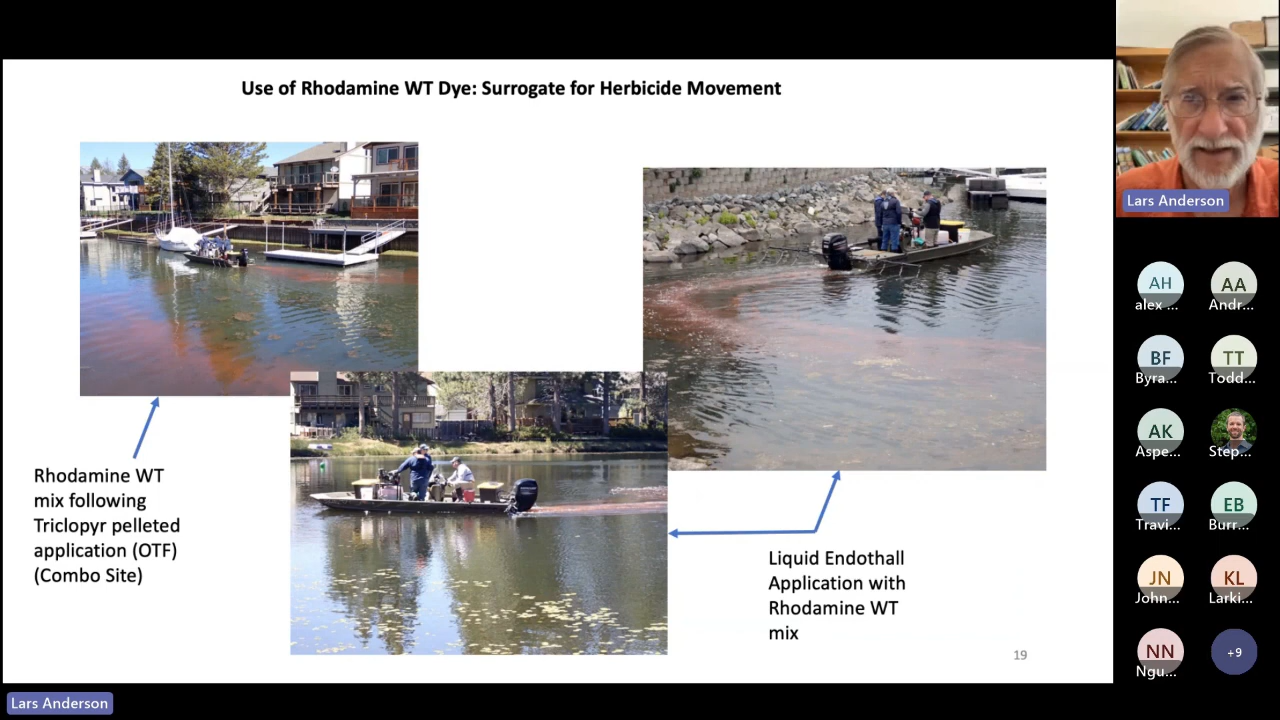 Use of Rhodamine WT Dye: Surrogate for Herbicide Movement
Rhodamine WT
mix following
Triclopyr pelleted
application (OTF)
(Combo Site)
Liquid Endothall
Application with
Rhodamine WT
mix
19
Lars Anderson
AH
alex ...
AA
Andr...
BF
Byra...
TT
Todd...
AK
Aspe...
Step...
TF
Travi...
EB
Burr...
JN
John...
KL
Larki...
NN
Ngu...
+9
Lars Anderson